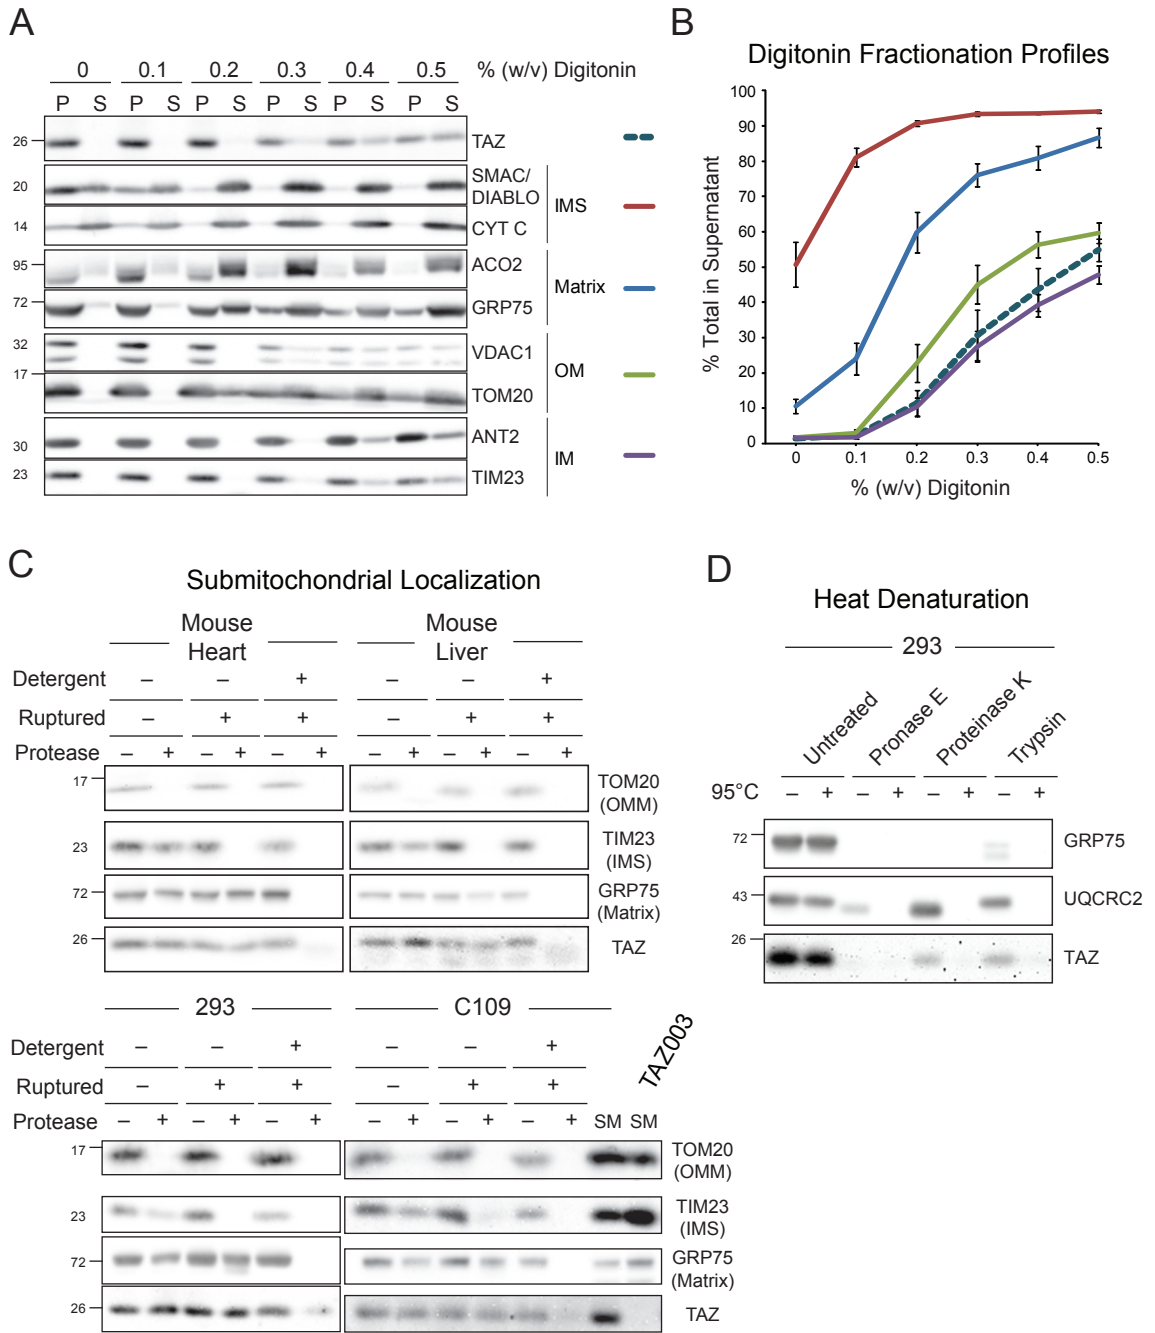 A
0 0.1 0.2 0.3 0.4 0.5 % (w/v) Digitonin
P S P S P S P S P S P S
26 TAZ
20 SMAC/
DIABLO
IMS
14 CYT C
95 ACO2
Matrix
72 GRP75
32 VDAC1
OM
17
TOM20
30 ANT2
IM
23 TIM23
B
Digitonin Fractionation Profiles
% Total in Supernatant
100
90
80
70
60
50
40
30
20
10
0
0 0.1 0.2 0.3 0.4 0.5
% (w/v) Digitonin
C
Submitochondrial Localization
Mouse Heart Mouse Liver
Detergent – – + – – +
Ruptured – + + – + +
Protease – + – + – + – + – + – +
17 TOM20
(OMM)
23 TIM23
(IMS)
72 GRP75
(Matrix)
26 TAZ
293 C109 TAZ003
Detergent – – + – – +
Ruptured – + + – + +
Protease – + – + – + – + – + – + SM SM
17 TOM20
(OMM)
23 TIM23
(IMS)
72 GRP75
(Matrix)
26 TAZ
D
Heat Denaturation
293
Untreated Pronase E Proteinase K Trypsin
95°C – + – + – + – +
72 GRP75
43 UQCRC2
26 TAZ